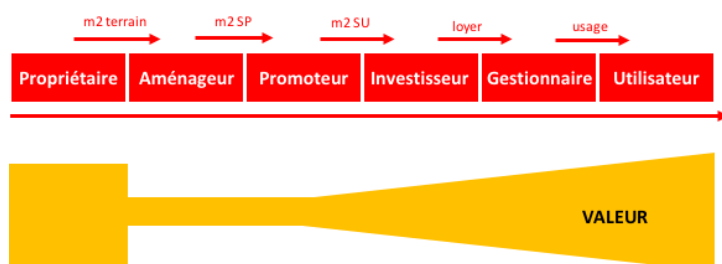 m2 terrain
m2 SP
m2 SU
loyer
usage
Propriétaire
Aménageur
Promoteur
Investisseur
Gestionnaire
Utilisateur
VALEUR